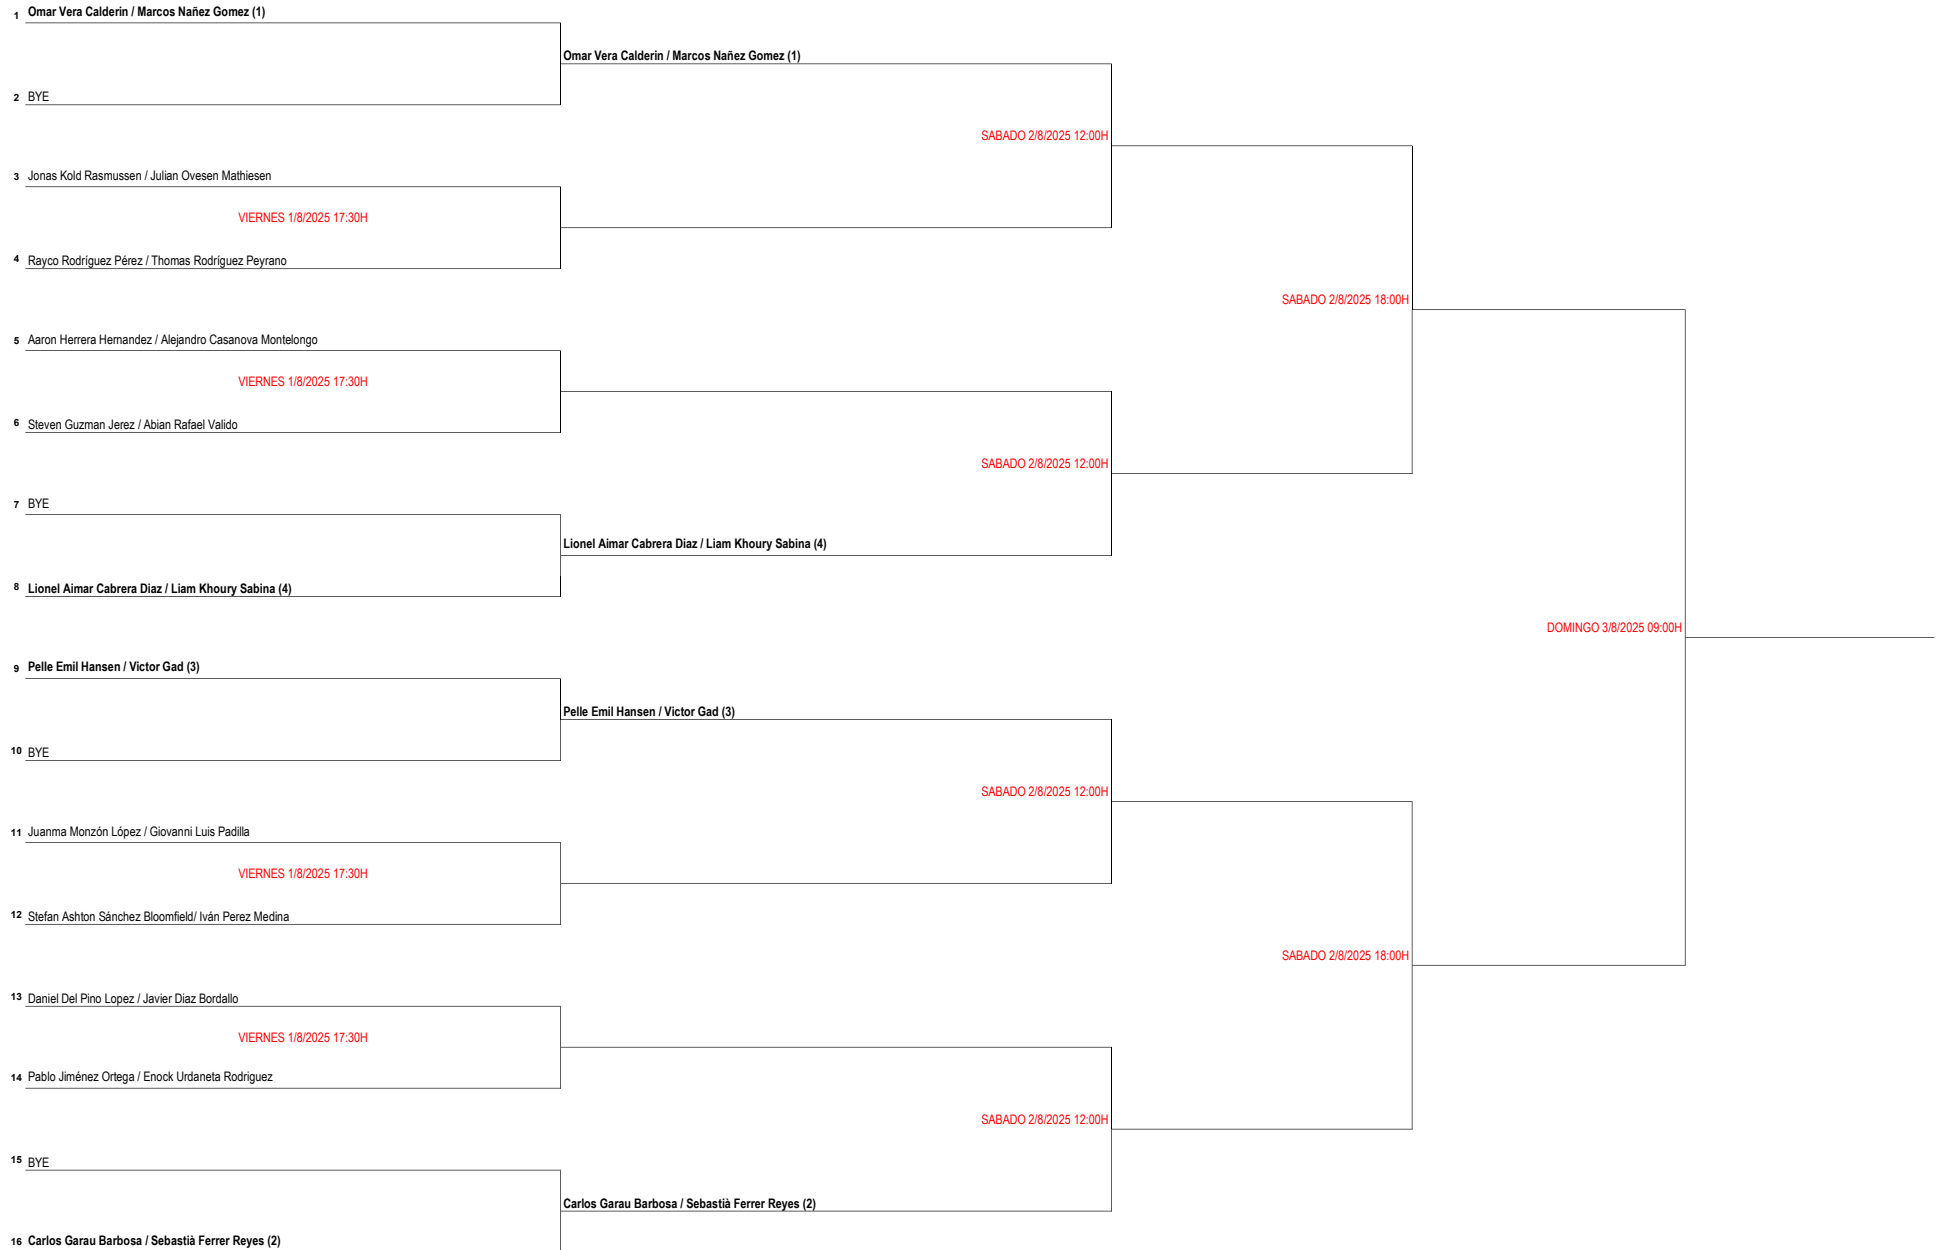 1 Omar Vera Calderin / Marcos Nañez Gomez (1)
Omar Vera Calderin / Marcos Nañez Gomez (1)
2 BYE
SABADO 2/8/2025 12:00H
3 Jonas Kold Rasmussen / Julian Ovesen Mathiesen
VIERNES 1/8/2025 17:30H
4 Rayco Rodríguez Pérez / Thomas Rodríguez Peyrano
SABADO 2/8/2025 18:00H
5 Aaron Herrera Hernandez / Alejandro Casanova Montelongo
VIERNES 1/8/2025 17:30H
6 Steven Guzman Jerez / Abian Rafael Valido
SABADO 2/8/2025 12:00H
7 BYE
Lionel Aimar Cabrera Diaz / Liam Khoury Sabina (4)
8 Lionel Aimar Cabrera Diaz / Liam Khoury Sabina (4)
DOMINGO 3/8/2025 09:00H
9 Pelle Emil Hansen / Victor Gad (3)
Pelle Emil Hansen / Victor Gad (3)
10 BYE
SABADO 2/8/2025 12:00H
11 Juanma Monzón López / Giovanni Luis Padilla
VIERNES 1/8/2025 17:30H
12 Stefan Ashton Sánchez Bloomfield/ Iván Perez Medina
SABADO 2/8/2025 18:00H
13 Daniel Del Pino Lopez / Javier Diaz Bordallo
VIERNES 1/8/2025 17:30H
14 Pablo Jiménez Ortega / Enock Urdaneta Rodriguez
SABADO 2/8/2025 12:00H
15 BYE
Carlos Garau Barbosa / Sebastià Ferrer Reyes (2)
16 Carlos Garau Barbosa / Sebastià Ferrer Reyes (2)